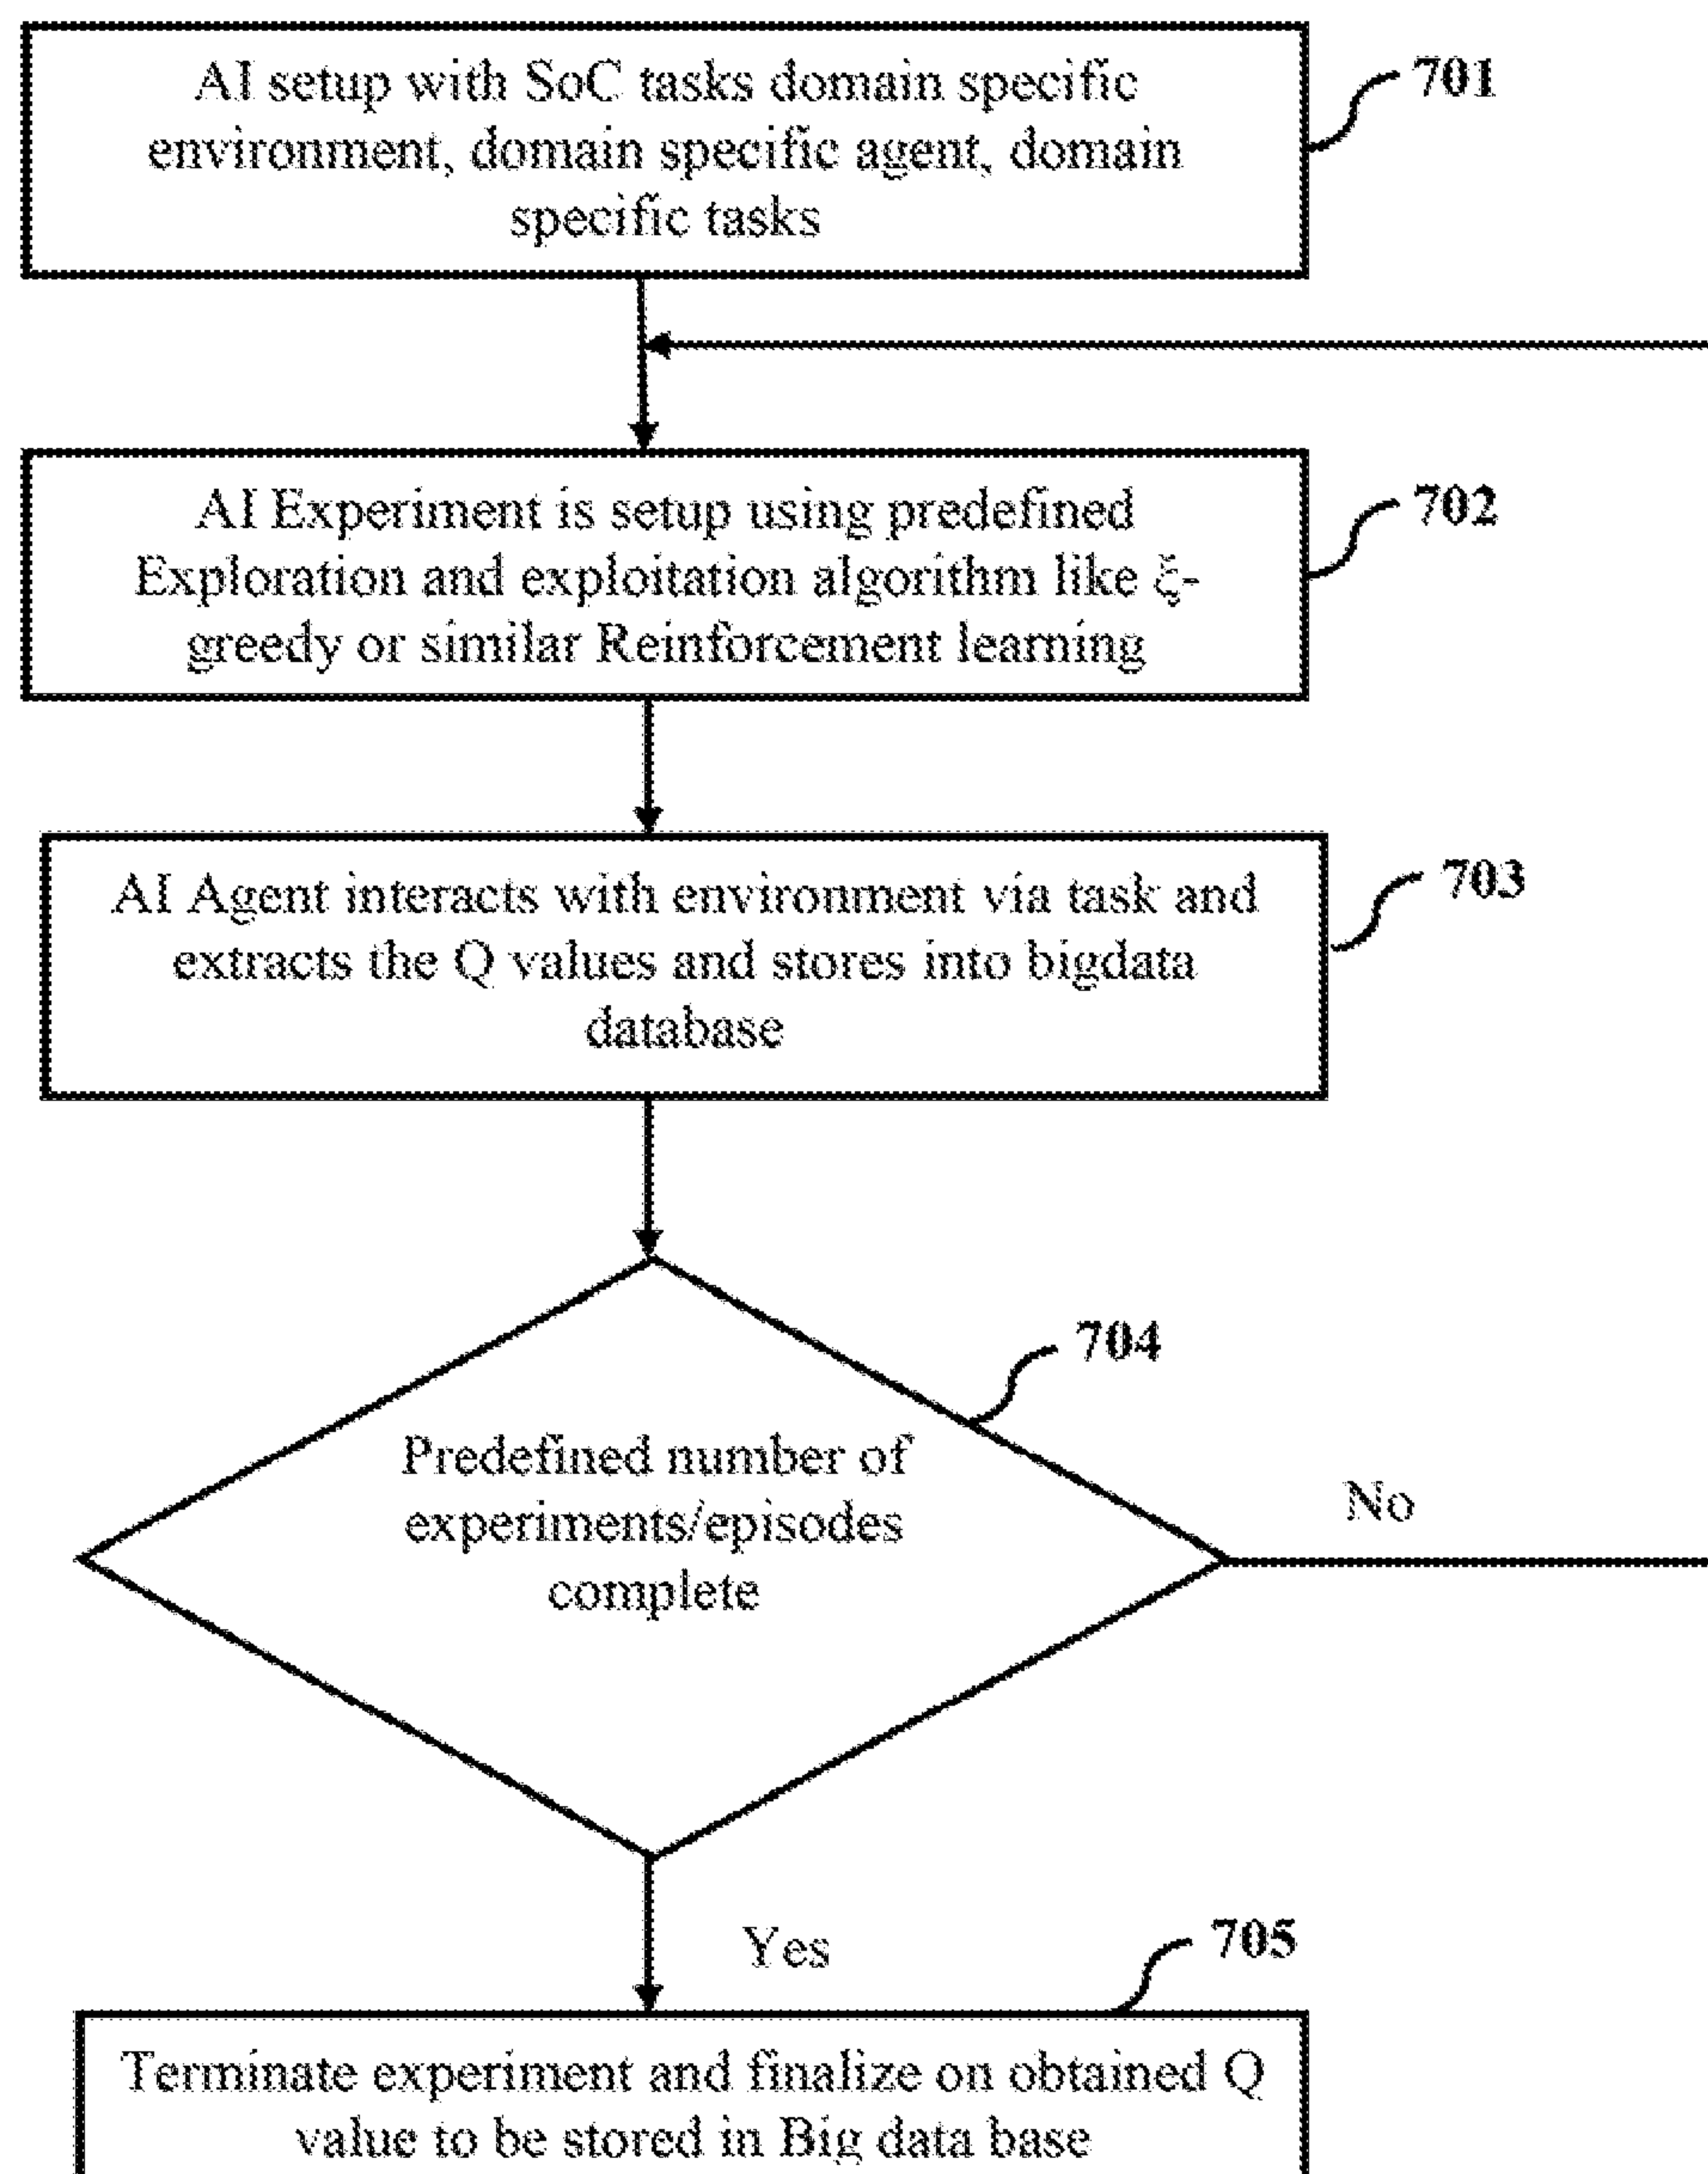 AI setup with SoC tasks domain specific
environment, domain specific agent, domain
specific tasks
701
AI Experiment is setup using predefined
Exploration and exploitation algorithm like ξ-
greedy or similar Reinforcement learning
702
AI Agent interacts with environment via task and
extracts the Q values and stores into bigdata
database
703
704
Predefined number of
experiments/episodes
complete
No
Yes
705
Terminate experiment and finalize on obtained Q
value to be stored in Big data base